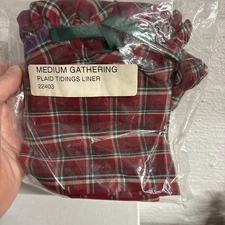 MEDIUM GATHERING
PLAID TIDINGS LINER
22403